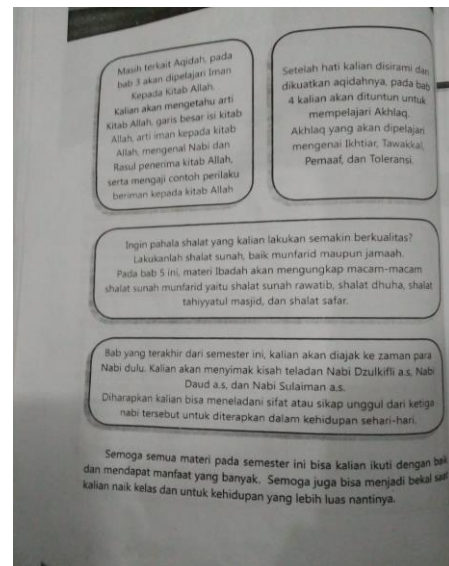 Masih terkait Aqidah, pada
bab 3 akan dipelajari Iman
Kepada Kitab Allah.
Kalian akan mengetahu arti
Kitab Allah, garis besar isi kitab
Allah, arti iman kepada kitab
Allah, mengenal Nabi dan
Rasul penerima kitab Allah,
serta mengaji contoh perilaku
beriman kepada kitab Allah
Setelah hati kalian disirami dan
dikuatkan aqidahnya, pada bab
4 kalian akan dituntun untuk
mempelajari Akhlaq.
Akhlaq yang akan dipelajari
mengenai Ikhtiar, Tawakkal,
Pemaaf, dan Toleransi.
Ingin pahala shalat yang kalian lakukan semakin berkualitas?
Lakukanlah shalat sunah, baik munfarid maupun jamaah.
Pada bab 5 ini, materi Ibadah akan mengungkap macam-macam
shalat sunah munfarid yaitu shalat sunah rawatib, shalat dhuha, shalat
tahiyyatul masjid, dan shalat safar.
Bab yang terakhir dari semester ini, kalian diajak ke zaman para
Nabi dulu. Kalian akan menyimak kisah teladan Nabi Dzulkifli a.s, Nabi
Daud a.s, dan Nabi Sulaiman a.s.
Diharapkan kalian bisa meneladani sifat atau sikap unggul dari ketiga
nabi tersebut untuk diterapkan dalam kehidupan sehari-hari.
Semoga semua materi pada semester ini bisa kalian ikuti dengan baik
dan mendapat manfaat yang banyak. Semoga juga bisa menjadi bekal saat
kalian naik kelas dan untuk kehidupan yang lebih luas nantinya.